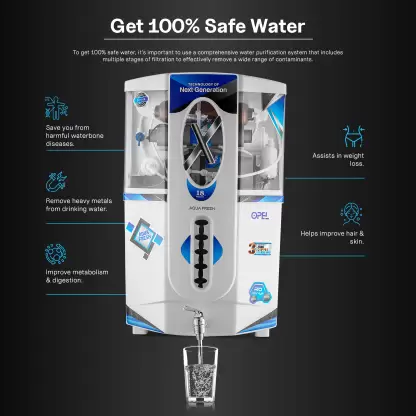 Get 100% Safe Water
To get 100% safe water, it's important to use a comprehensive water purification system that includes
multiple stages of filtration to effectively remove a wide range of contaminants.
TECHNOLOGY OF
Next Generation
Save you from
harmful waterbone
diseases.
Assists in weight
loss.
Remove heavy metals
from drinking water.
AQUA FRESH
OPEL
Helps improve hair &
skin.
Improve metabolism
& digestion.